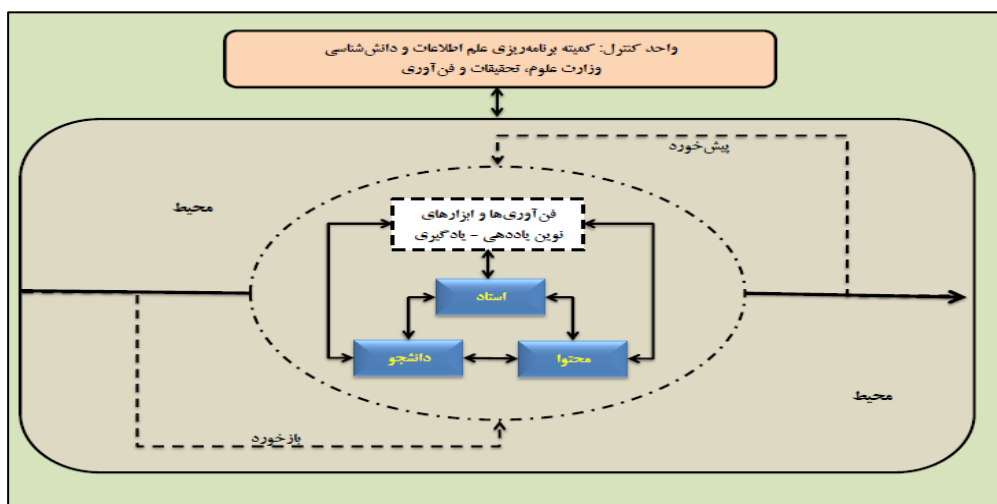 واحد کنترل: کمیته برنامه‌ریزی علم اطلاعات و دانش‌شناسی
وزارت علوم، تحقیقات و فن‌آوری
پیش‌خورد
محیط
فن‌آوری‌ها و ابزارهای
نوین یاددهی - یادگیری
استاد
محتوا
دانشجو
محیط
بازخورد